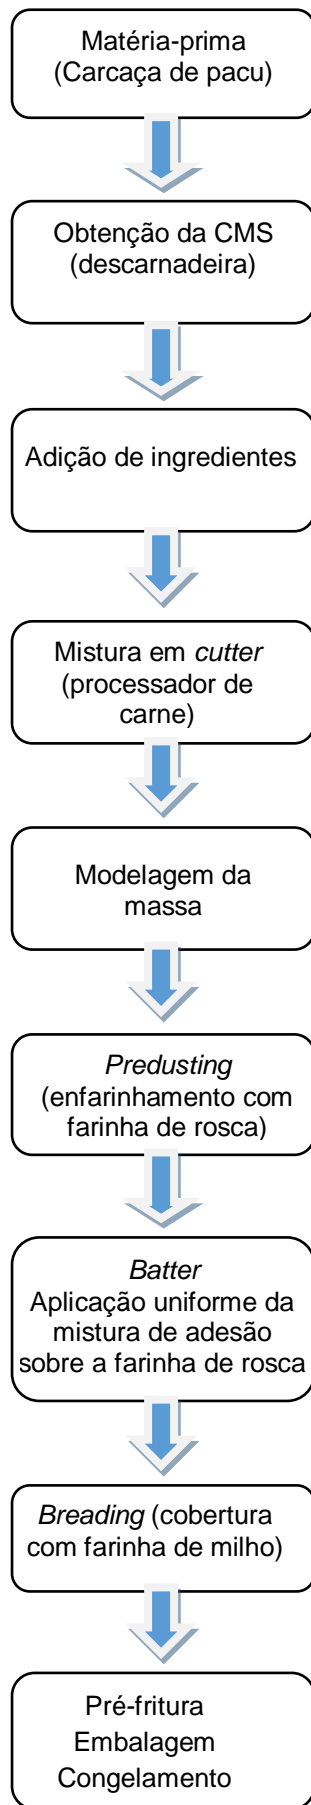 Matéria-prima
(Carcaça de pacu)
Obtenção da CMS
(descarnadeira)
Adição de ingredientes
Mistura em cutter
(processador de
carne)
Modelagem da
massa
Predusting
(enfarinhamento com
farinha de rosca)
Batter
Aplicação uniforme da
mistura de adesão
sobre a farinha de rosca
Breading (cobertura
com farinha de milho)
Pré-fritura
Embalagem
Congelamento